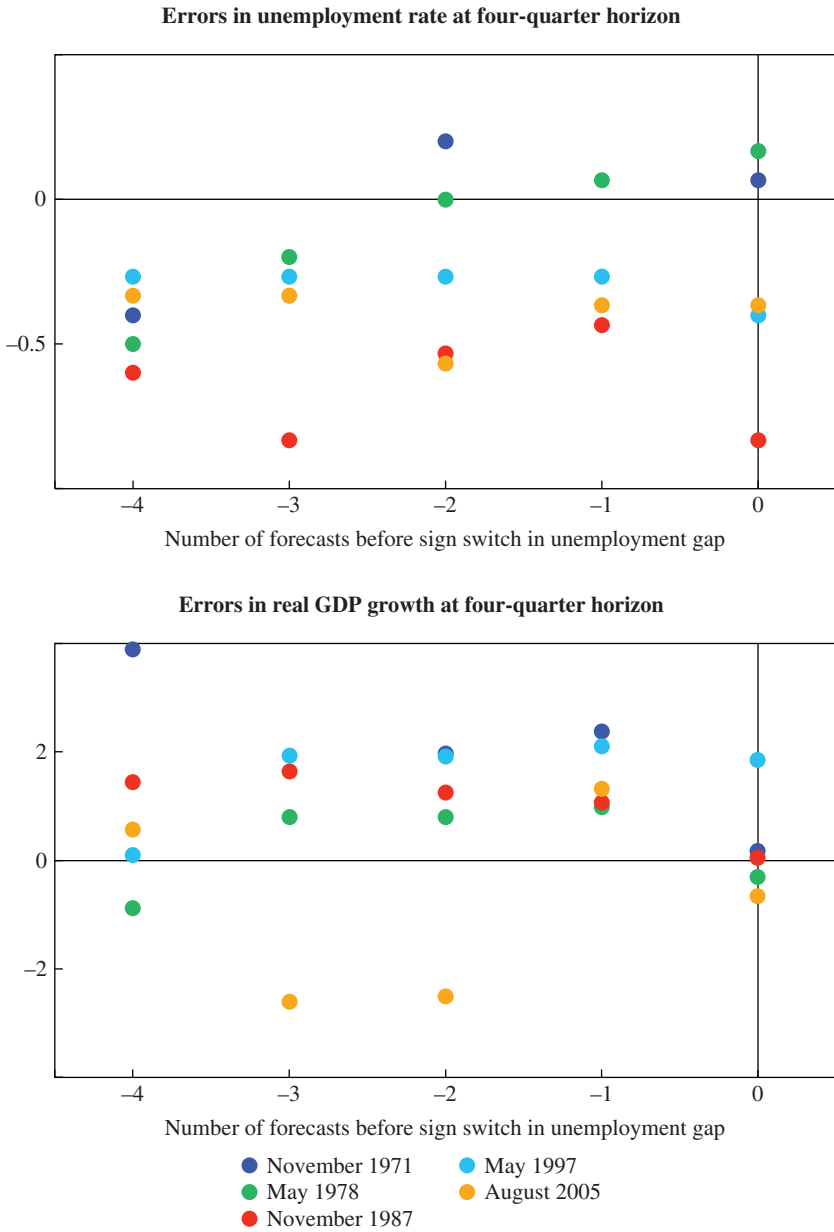 Errors in unemployment rate at four-quarter horizon
0
–0.5
–4 –3 –2 –1 0
Number of forecasts before sign switch in unemployment gap
Errors in real GDP growth at four-quarter horizon
2
0
–2
–4 –3 –2 –1 0
Number of forecasts before sign switch in unemployment gap
November 1971 May 1997
May 1978 August 2005
November 1987